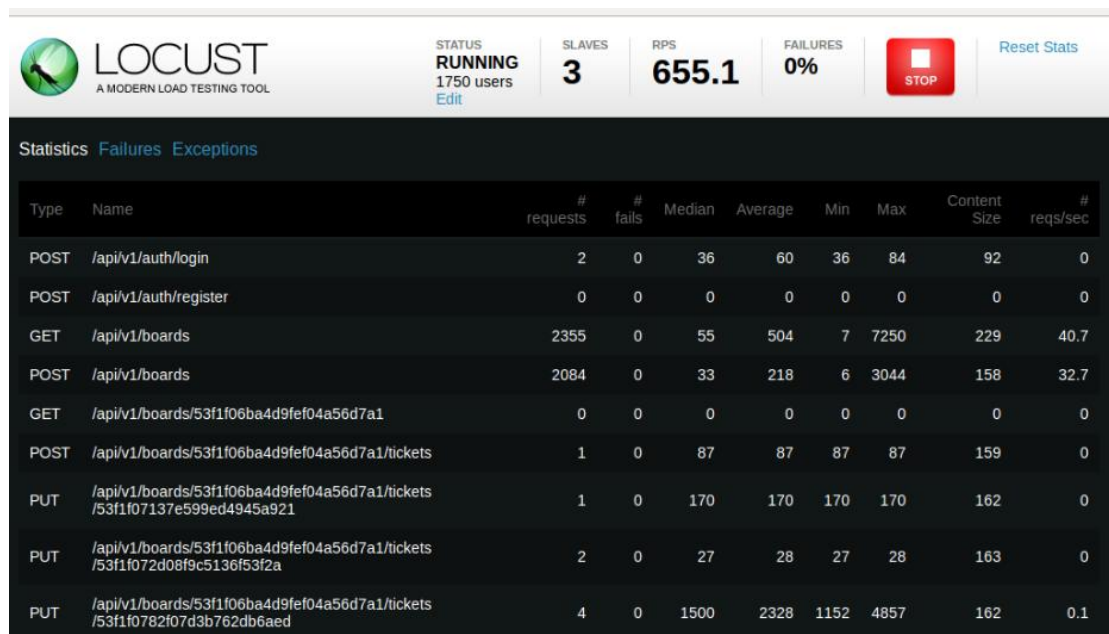 LOCUST
A MODERN LOAD TESTING TOOL
STATUS
RUNNING
1750 users
Edit
SLAVES
3
RPS
655.1
FAILURES
0%
STOP
Reset Stats
Statistics Failures Exceptions
Type Name # requests # fails Median Average Min Max Content Size # reqs/sec
POST /api/v1/auth/login 2 0 36 60 36 84 92 0
POST /api/v1/auth/register 0 0 0 0 0 0 0 0
GET /api/v1/boards 2355 0 55 504 7 7250 229 40.7
POST /api/v1/boards 2084 0 33 218 6 3044 158 32.7
GET /api/v1/boards/53f1f06ba4d9fef04a56d7a1 0 0 0 0 0 0 0 0
POST /api/v1/boards/53f1f06ba4d9fef04a56d7a1/tickets 1 0 87 87 87 87 159 0
PUT /api/v1/boards/53f1f06ba4d9fef04a56d7a1/tickets
/53f1f07137e599ed4945a921 1 0 170 170 170 170 162 0
PUT /api/v1/boards/53f1f06ba4d9fef04a56d7a1/tickets
/53f1f072d08f9c5136f53f2a 2 0 27 28 27 28 163 0
PUT /api/v1/boards/53f1f06ba4d9fef04a56d7a1/tickets
/53f1f0782f07d3b762db6aed 4 0 1500 2328 1152 4857 162 0.1